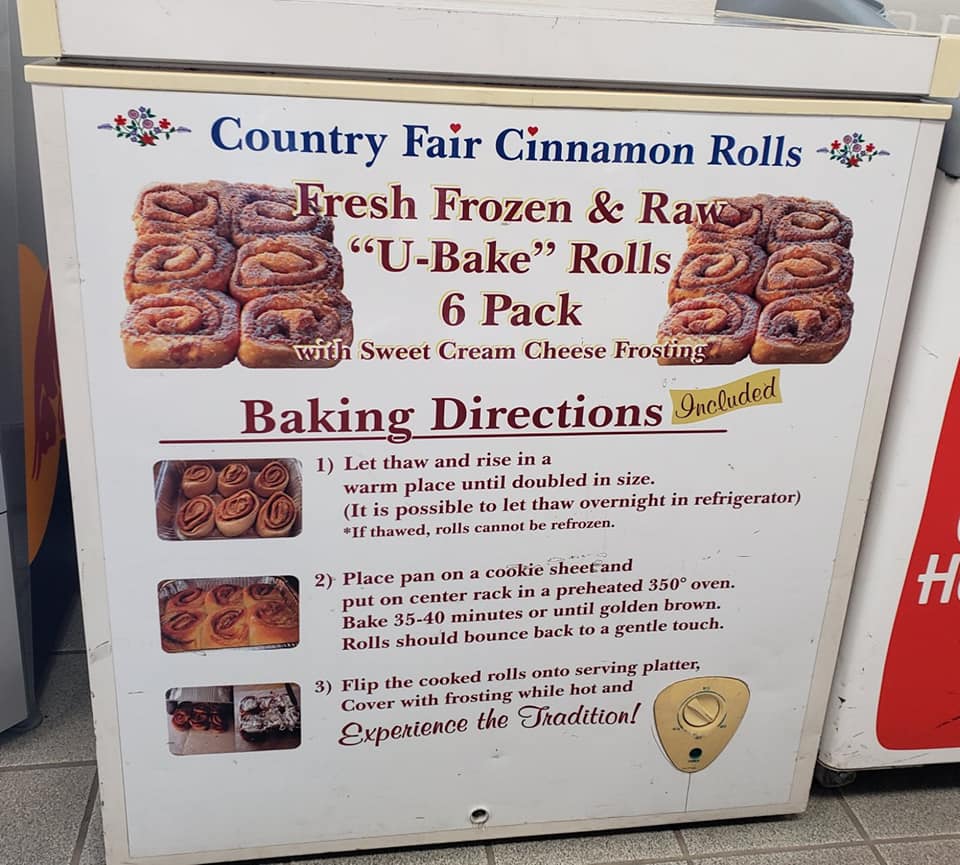 Country Fair Cinnamon Rolls
Fresh Frozen & Raw
“U-Bake” Rolls
6 Pack
with Sweet Cream Cheese Frosting
Baking Directions Included
1) Let thaw and rise in a
warm place until doubled in size.
(It is possible to let thaw overnight in refrigerator)
*If thawed, rolls cannot be refrozen.
2) Place pan on a cookie sheet and
put on center rack in a preheated 350° oven.
Bake 35-40 minutes or until golden brown.
Rolls should bounce back to a gentle touch.
3) Flip the cooked rolls onto serving platter,
Cover with frosting while hot and
Experience the Tradition!